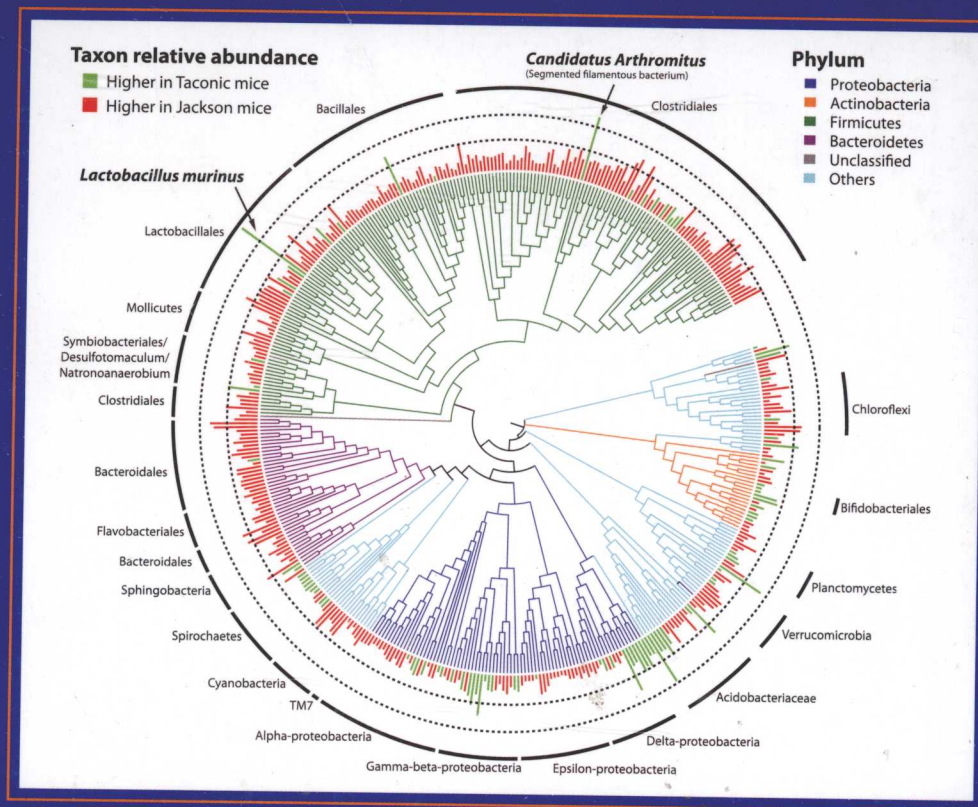 Taxon relative abundance
Higher in Taconic mice
Higher in Jackson mice
Candidatus Arthromitus
(Segmented filamentous bacterium)
Phylum
Proteobacteria
Actinobacteria
Firmicutes
Bacteroidetes
Unclassified
Others
Bacillales
Clostridiales
Lactobacillus murinus
Lactobacillales
Mollicutes
Symbiobacteriales/
Desulfotomaculum/
Natronoanaerobium
Clostridiales
Bacteroidales
Flavobacteriales
Bacteroidales
Sphingobacteria
Spirochaetes
Cyanobacteria
TM7
Alpha-proteobacteria
Gamma-beta-proteobacteria
Epsilon-proteobacteria
Delta-proteobacteria
Acidobacteriaceae
Verrucomicrobia
Planctomycetes
Bifidobacteriales
Chloroflexi